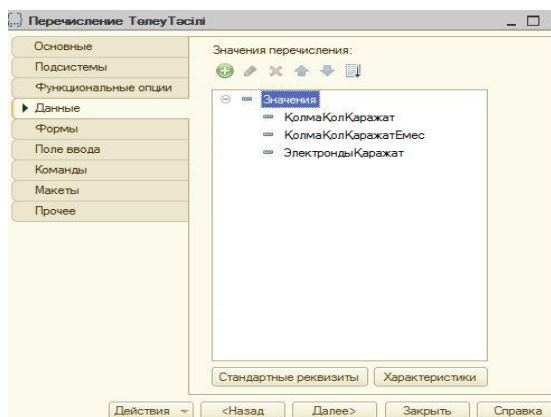 Перечисление ТөлеуТәсілі
Основные
Подсистемы
Функциональные опции
Данные
Формы
Поле ввода
Команды
Макеты
Прочее
Значения перечисления:
Значения
ҚолмаҚолҚаражат
ҚолмаҚолҚаражатЕмес
ЭлектрондыҚаражат
Стандартные реквизиты Характеристики
Действия <Назад Далее> Закрыть Справка